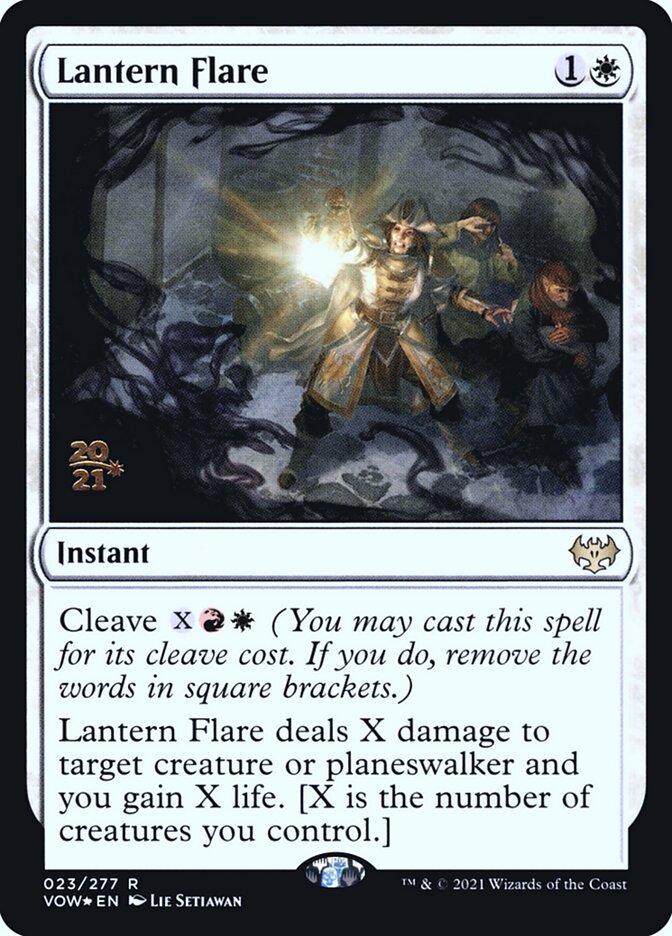 Lantern Flare 1
20
21
Instant
Cleave X (You may cast this spell
for its cleave cost. If you do, remove the
words in square brackets.)
Lantern Flare deals X damage to
target creature or planeswalker and
you gain X life. [X is the number of
creatures you control.]
023/277 R
VOW★EN Lie Setiawan
™ & © 2021 Wizards of the Coast